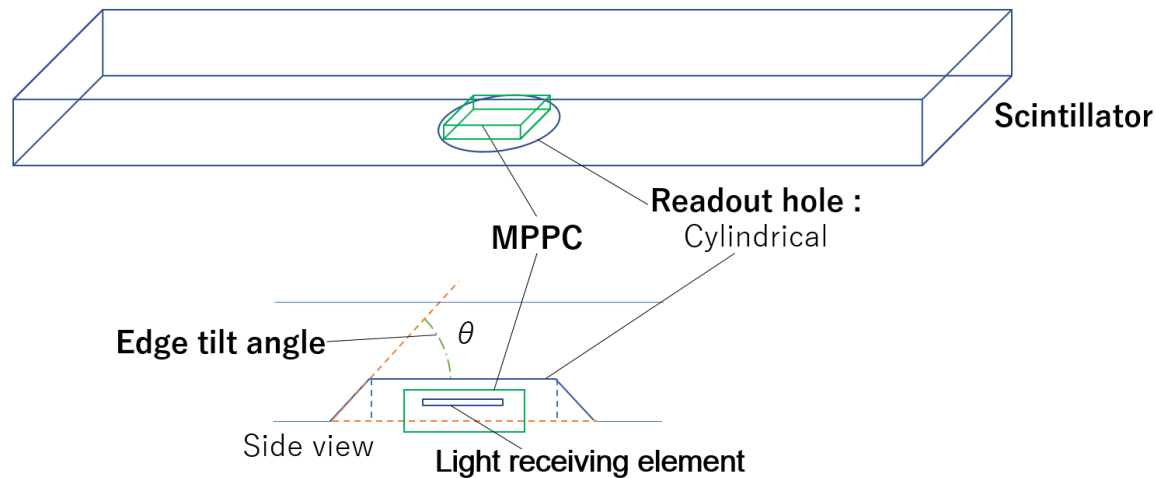 Scintillator
Readout hole :
Cylindrical
MPPC
Edge tilt angle
θ
Side view
Light receiving element